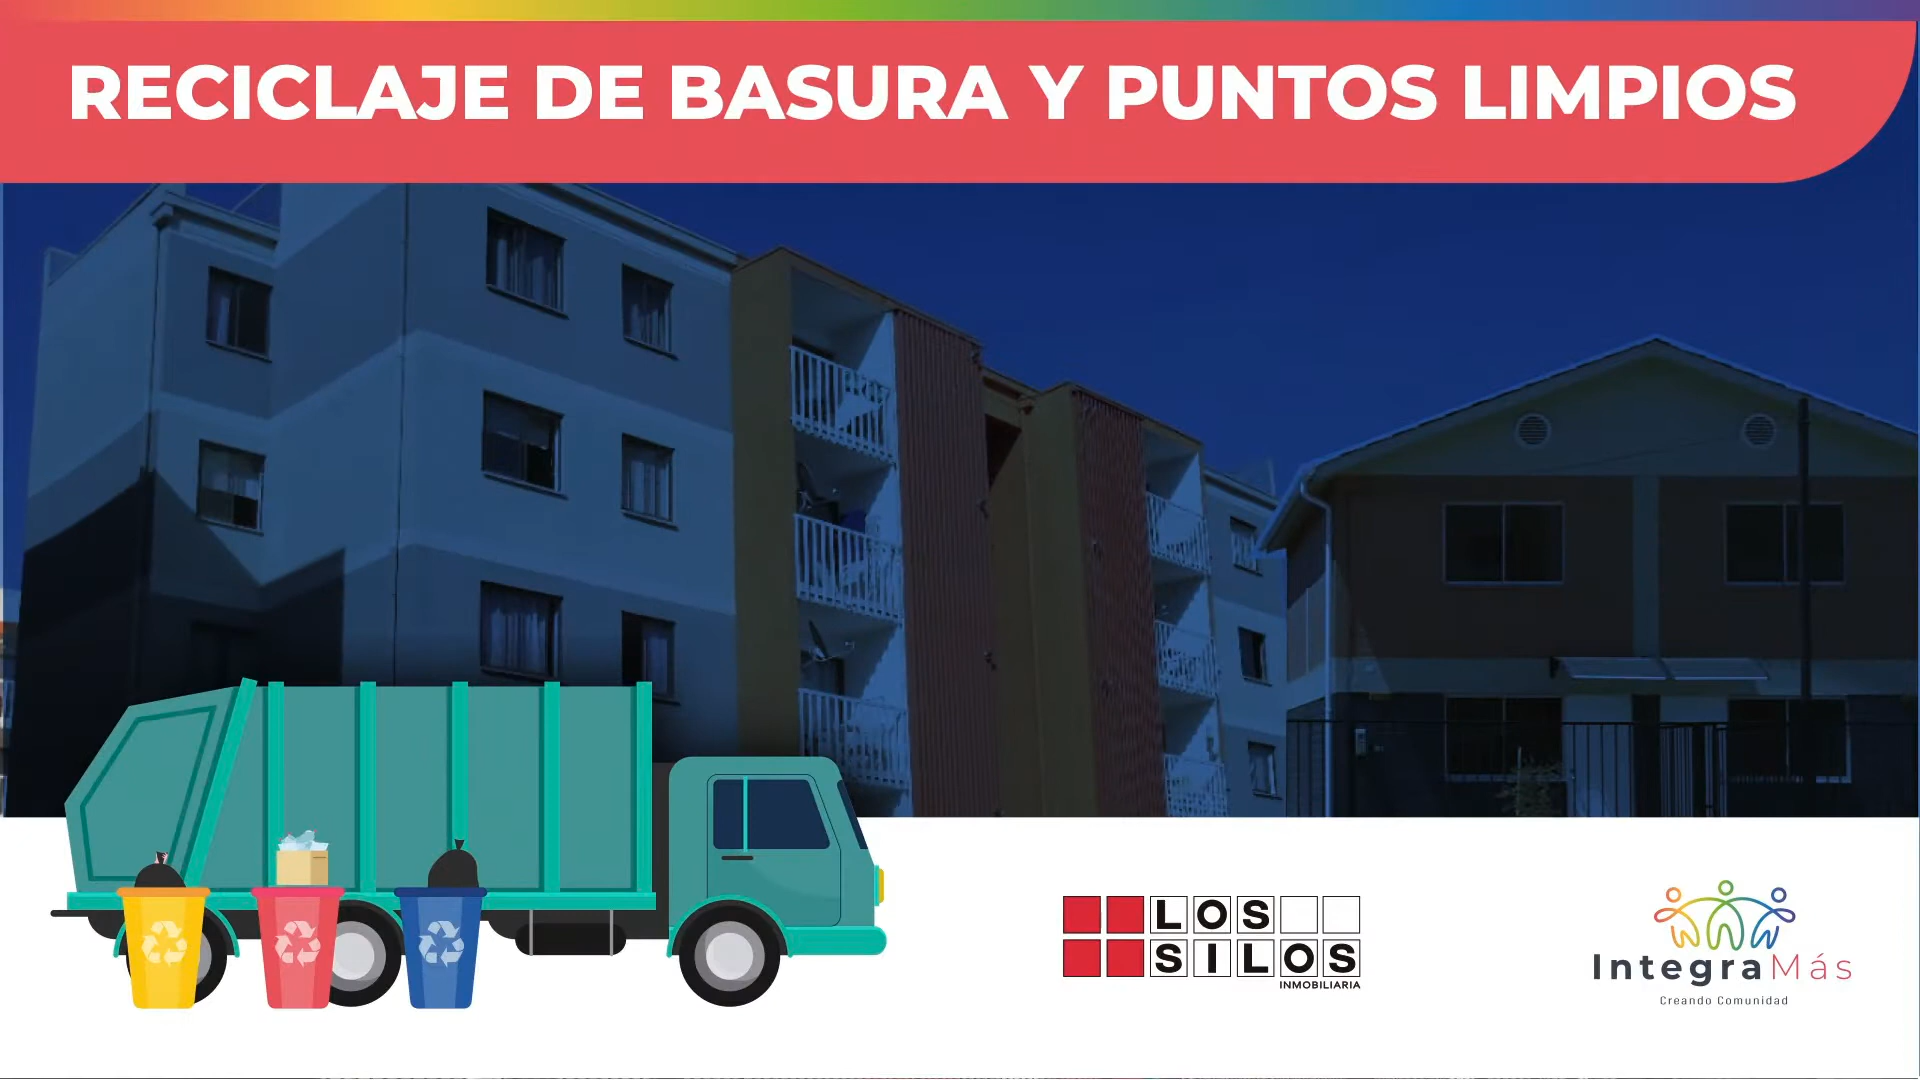 RECICLAJE DE BASURA Y PUNTOS LIMPIOS
LOS
SILOS
INMOBILIARIA
IntegraMás
Creando Comunidad